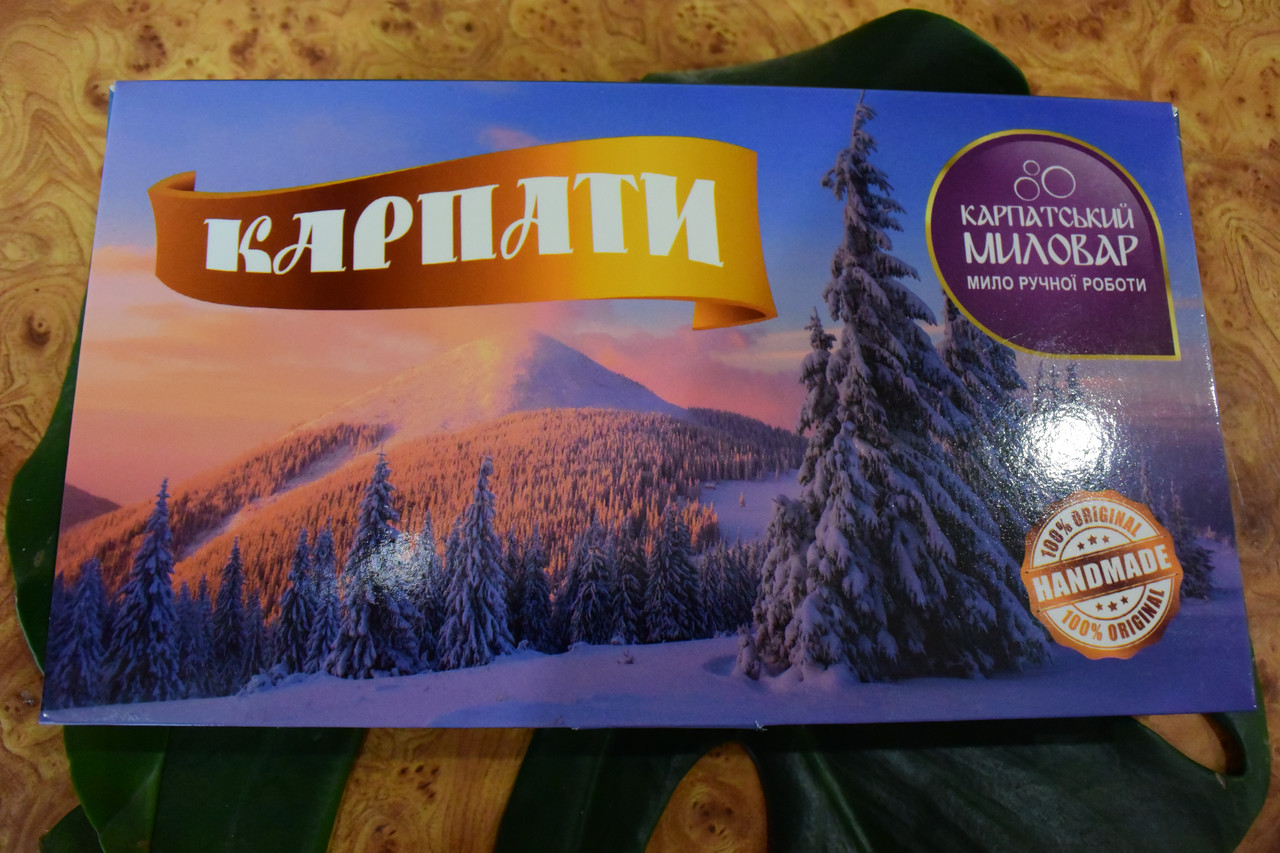 КАРПАТИ
КАРПАТСЬКИЙ
МИЛОВАР
МИЛО РУЧНОЇ РОБОТИ
100% ORIGINAL
HANDMADE
100% ORIGINAL